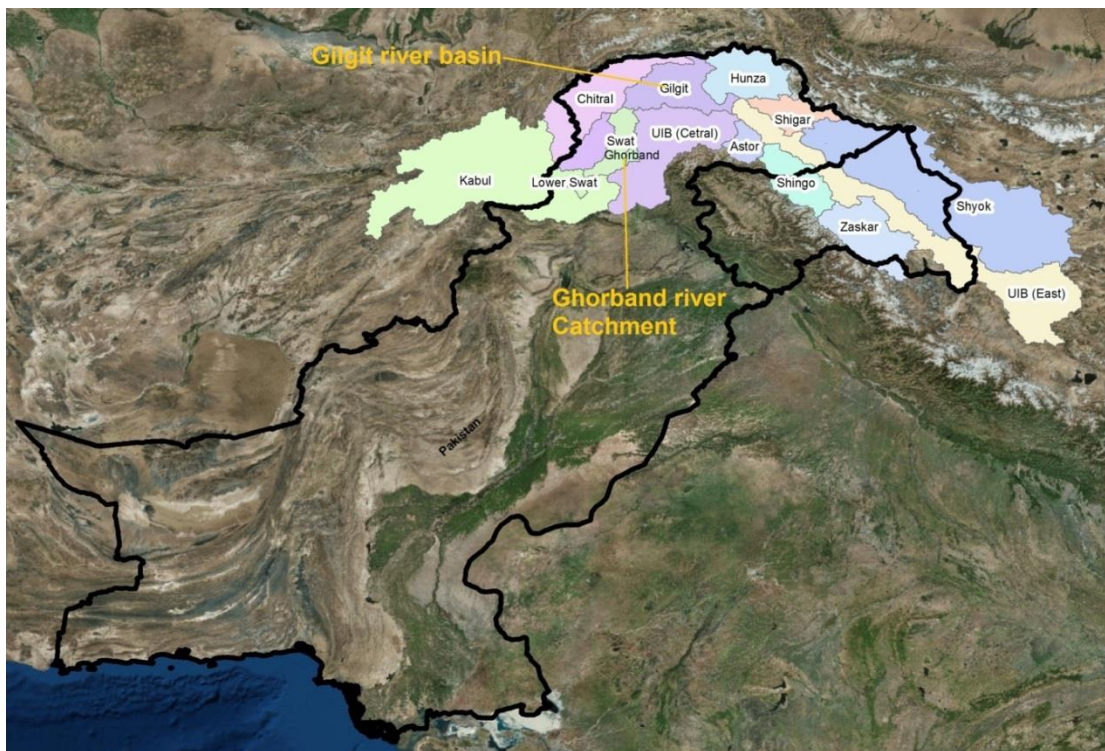 Gilgit river basin
Hunza
Gilgit
Chitral
Shigar
UIB (Cetral)
Swat
Astor
Ghorband
Kabul
Lower Swat
Shingo
Shyok
Zaskar
UIB (East)
Ghorband river
Catchment
Pakistan